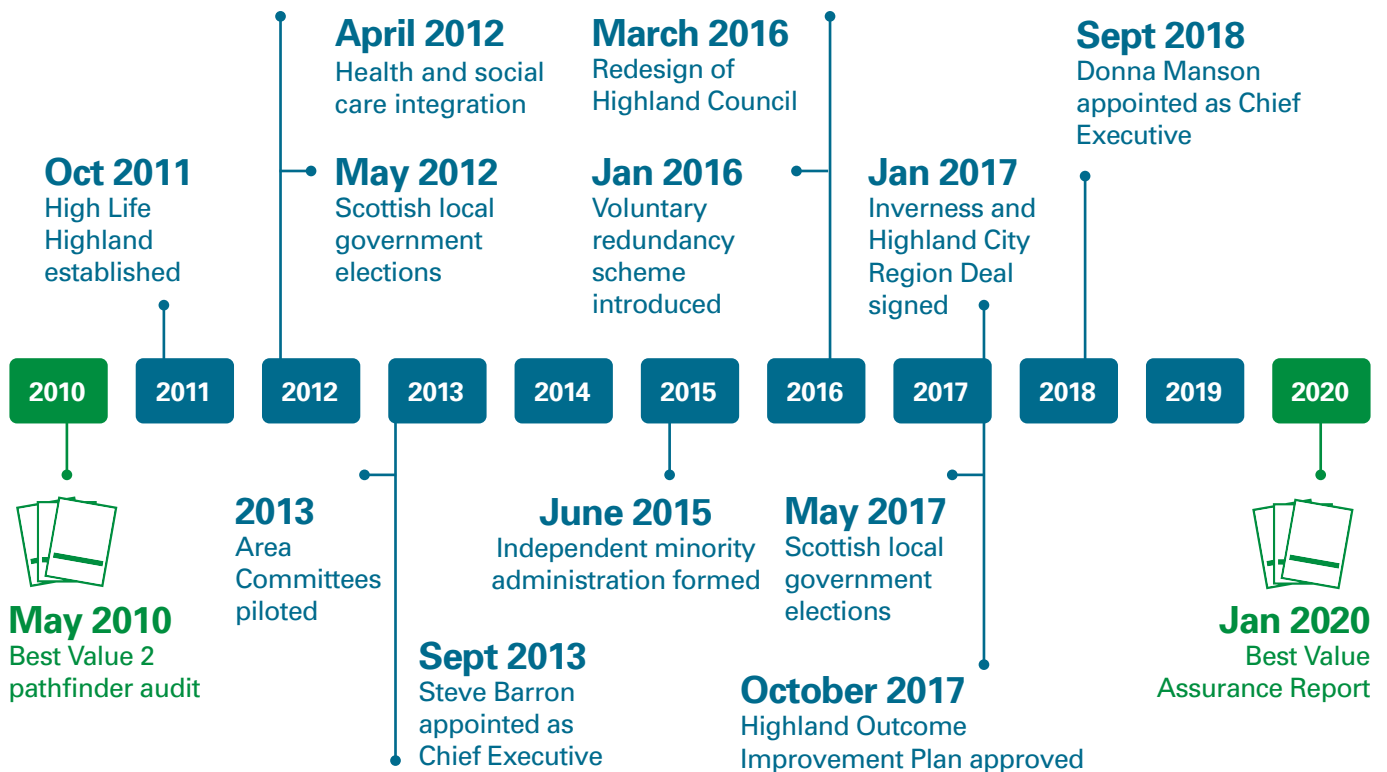 April 2012
Health and social
care integration
March 2016
Redesign of
Highland Council
Sept 2018
Donna Manson
appointed as Chief
Executive
Oct 2011
High Life
Highland
established
May 2012
Scottish local
government
elections
Jan 2016
Voluntary
redundancy
scheme
introduced
Jan 2017
Inverness and
Highland City
Region Deal
signed
2010
2011
2012
2013
2014
2015
2016
2017
2018
2019
2020
May 2010
Best Value 2
pathfinder audit
2013
Area
Committees
piloted
Sept 2013
Steve Barron
appointed as
Chief Executive
June 2015
Independent minority
administration formed
May 2017
Scottish local
government
elections
October 2017
Highland Outcome
Improvement Plan approved
Jan 2020
Best Value
Assurance Report